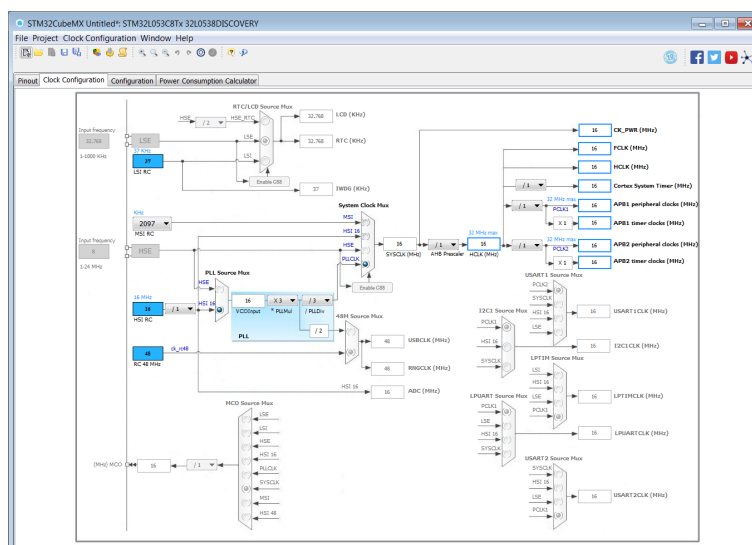 STM32CubeMX Untitled*: STM32L053C8Tx 32L0538DISCOVERY
File Project Clock Configuration Window Help
Pinout Clock Configuration Configuration Power Consumption Calculator
RTC/LCD Source Mux
HSE / 2 HSE_RTC
32.768 LCD (KHz)
Input frequency
32.768 LSE LSE 32.768 RTC (KHz)
1-1000 KHz
37 KHz
37 LSI
LSI RC
Enable CSS
37 IWDG (KHz)
16 CK_PWR (MHz)
16 FCLK (MHz)
16 HCLK (MHz)
/ 1 16 Cortex System Timer (MHz)
32 MHz max
/ 1 PCLK1 16 APB1 peripheral clocks (MHz)
X 1 16 APB1 timer clocks (MHz)
32 MHz max
/ 1 PCLK2 16 APB2 peripheral clocks (MHz)
X 1 16 APB2 timer clocks (MHz)
System Clock Mux
KHz
2097 MSI
MSI RC
HSI 16
Input frequency
8 HSE HSE
1-24 MHz
PLLCLK
16 / 1 32 MHz max 16
SYSCLK (MHz) AHB Prescaler HCLK (MHz)
Enable CSS
PLL Source Mux
HSE
16 MHz
16 / 1 HSI 16
HSI RC
16 X 3 / 3
VCOInput * PLLMul / PLLDiv
/ 2
PLL
48M Source Mux
48 USBCLK (MHz)
48 ck_rc48
RC 48 MHz
48 RNGCLK (MHz)
HSI 16 16 ADC (MHz)
USART1 Source Mux
PCLK2
SYSCLK
HSI 16
LSE
16 USART1CLK (MHz)
I2C1 Source Mux
PCLK1
HSI 16
SYSCLK
16 I2C1CLK (MHz)
LPTIM Source Mux
LSI
HSI 16
LSE
PCLK1
16 LPTIMCLK (MHz)
LPUART Source Mux
PCLK1
LSE
HSI 16
SYSCLK
16 LPUARTCLK (MHz)
USART2 Source Mux
SYSCLK
HSI 16
LSE
PCLK1
16 USART2CLK (MHz)
MCO Source Mux
LSE
LSI
HSE
HSI 16
PLLCLK
SYSCLK
MSI
HSI 48
(MHz) MCO 16 / 1